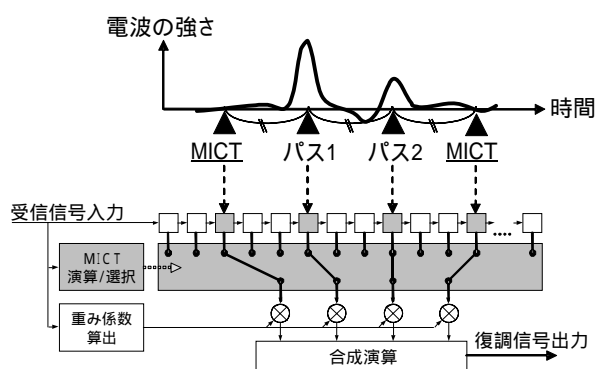 電波の強さ
時間
MICT
パス1
パス2
MICT
受信信号入力
....
MICT
演算/選択
重み係数
算出
合成演算
復調信号出力